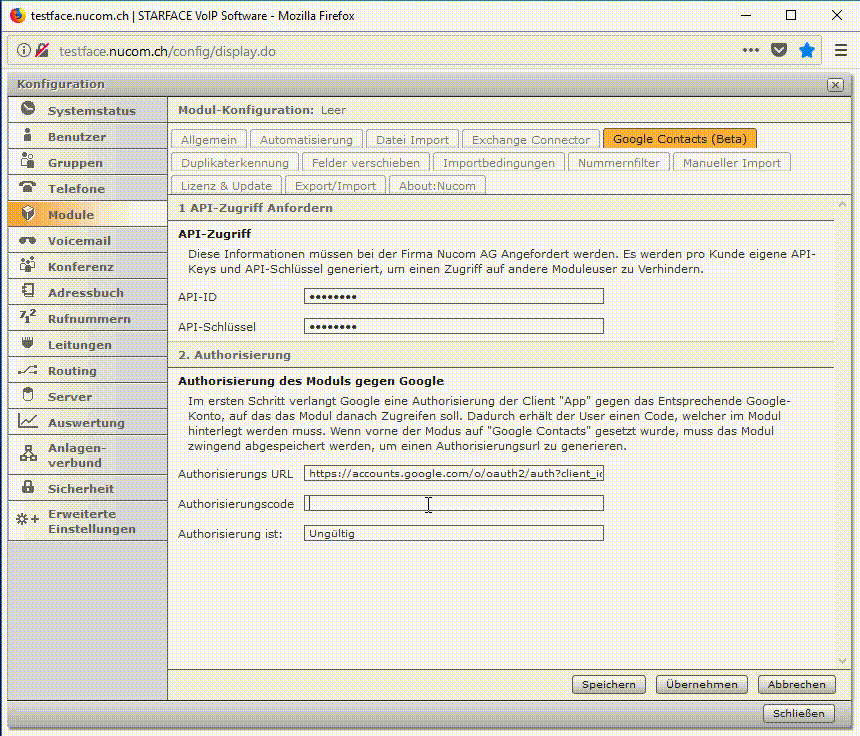 testface.nucom.ch | STARFACE VoIP Software - Mozilla Firefox
testface.nucom.ch/config/display.do
Konfiguration
Systemstatus
Benutzer
Gruppen
Telefone
Module
Voicemail
Konferenz
Adressbuch
Rufnummern
Leitungen
Routing
Server
Auswertung
Anlagen-
verbund
Sicherheit
Erweiterte
Einstellungen
Modul-Konfiguration: Leer
Allgemein Automatisierung Datei Import Exchange Connector Google Contacts (Beta)
Duplikaterkennung Felder verschieben Importbedingungen Nummernfilter Manueller Import
Lizenz & Update Export/Import About:Nucom
1 API-Zugriff Anfordern
API-Zugriff
Diese Informationen müssen bei der Firma Nucom AG Angefordert werden. Es werden pro Kunde eigene API-
Keys und API-Schlüssel generiert, um einen Zugriff auf andere Moduleuser zu Verhindern.
API-ID ••••••••
API-Schlüssel ••••••••
2. Authorisierung
Authorisierung des Moduls gegen Google
Im ersten Schritt verlangt Google eine Authorisierung der Client "App" gegen das Entsprechende Google-
Konto, auf das das Modul danach Zugreifen soll. Dadurch erhält der User einen Code, welcher im Modul
hinterlegt werden muss. Wenn vorne der Modus auf "Google Contacts" gesetzt wurde, muss das Modul
zwingend abgespeichert werden, um einen Authorisierungsurl zu generieren.
Authorisierungs URL https://accounts.google.com/o/oauth2/auth?client_ic
Authorisierungscode
Authorisierung ist: Ungültig
Speichern Übernehmen Abbrechen
Schließen